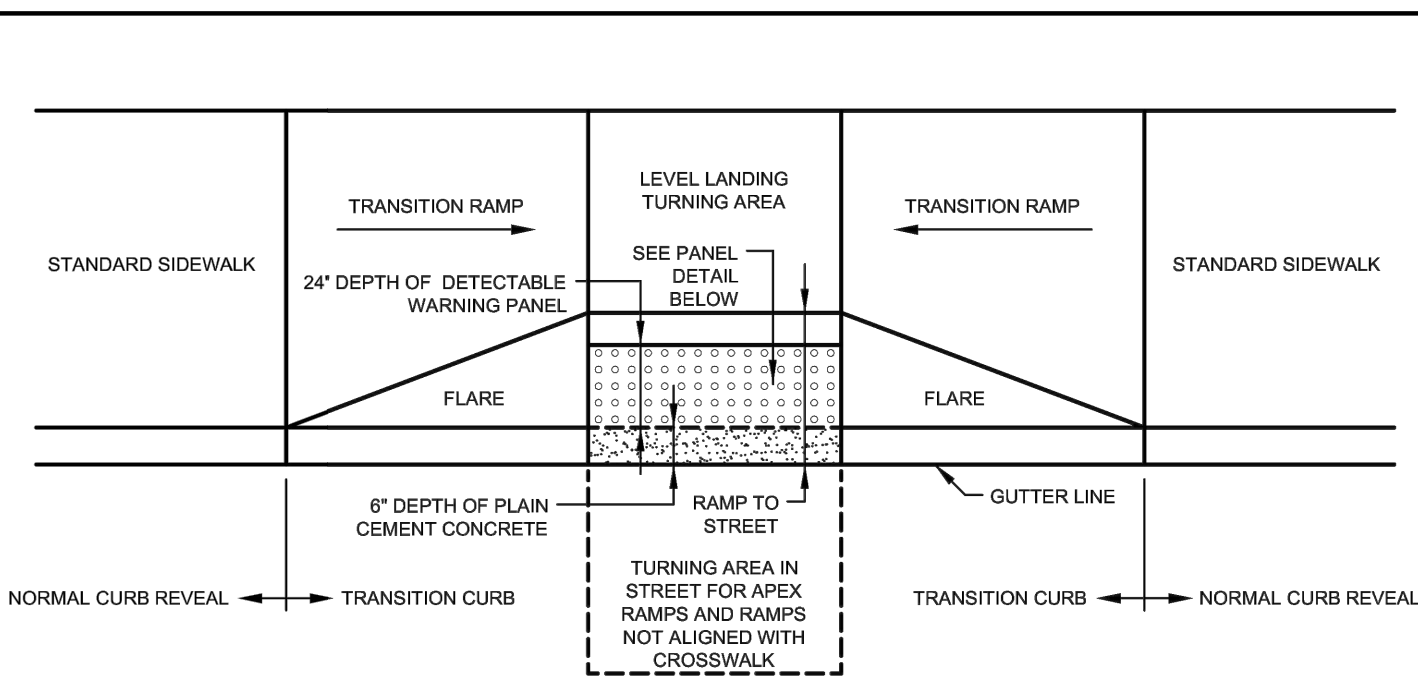 LEVEL LANDING
TURNING AREA
TRANSITION RAMP
TRANSITION RAMP
STANDARD SIDEWALK
SEE PANEL
DETAIL
BELOW
STANDARD SIDEWALK
24" DEPTH OF DETECTABLE
WARNING PANEL
FLARE
FLARE
6" DEPTH OF PLAIN
CEMENT CONCRETE
RAMP TO
STREET
GUTTER LINE
TURNING AREA IN
STREET FOR APEX
RAMPS AND RAMPS
NOT ALIGNED WITH
CROSSWALK
NORMAL CURB REVEAL
TRANSITION CURB
TRANSITION CURB
NORMAL CURB REVEAL